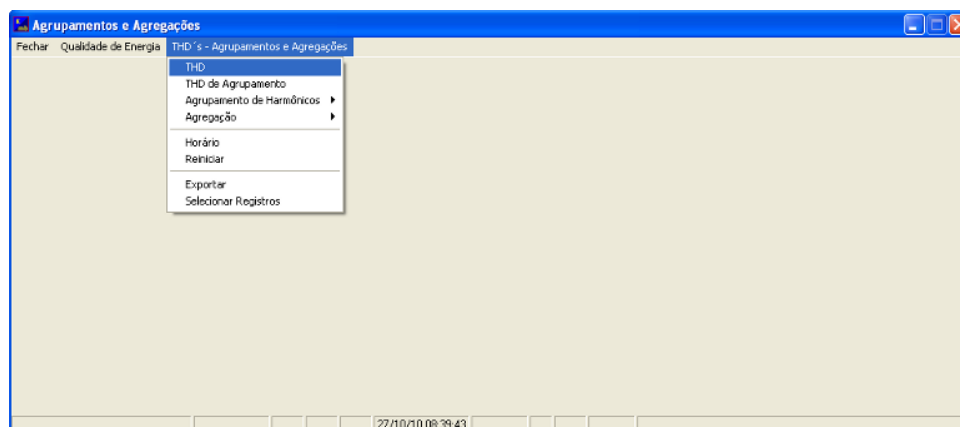 Agrupamentos e Agregações
Fechar Qualidade de Energia THD´s - Agrupamentos e Agregações
THD
THD de Agrupamento
Agrupamento de Harmônicos
Agregação
Horário
Reiniciar
Exportar
Selecionar Registros
27/10/10 08:39:43